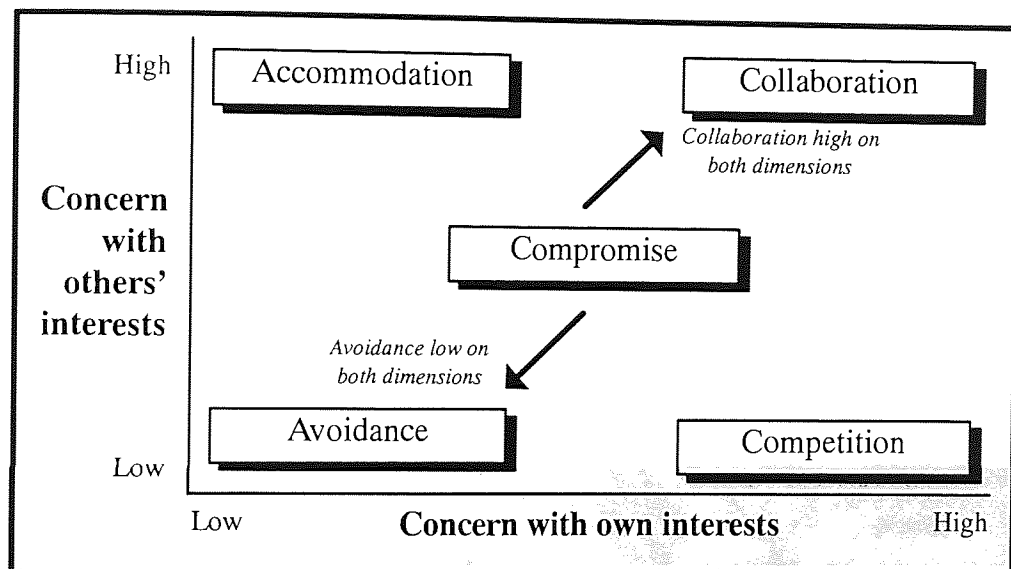 High
Accommodation
Collaboration
Collaboration high on
both dimensions
Concern
with
others'
interests
Compromise
Avoidance low on
both dimensions
Avoidance
Competition
Low
Low
Concern with own interests
High